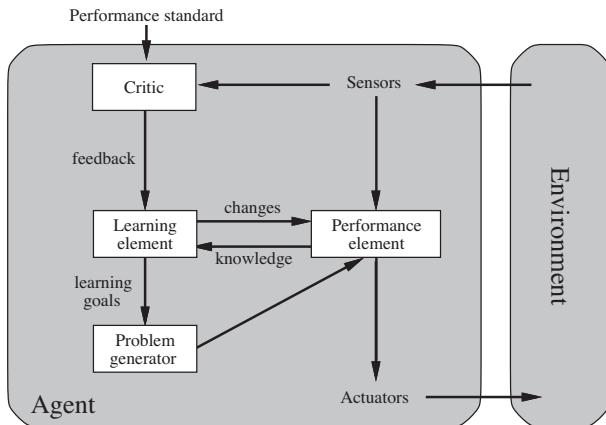 Performance standard
Critic
Sensors
feedback
changes
Learning
element
Performance
element
knowledge
learning
goals
Problem
generator
Agent
Actuators
Environment